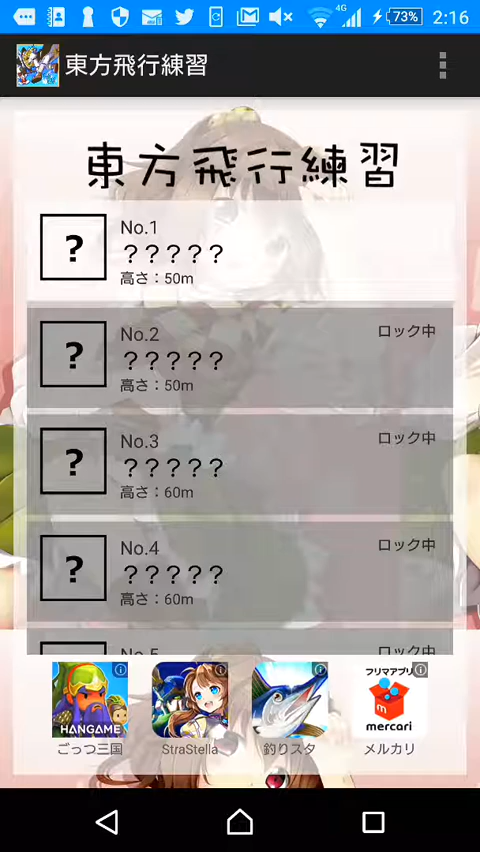 4G
73%
2:16
東方飛行練習
東方飛行練習
?
No.1
?????
高さ：50m
?
No.2
ロック中
?????
高さ：50m
?
No.3
ロック中
?????
高さ：60m
?
No.4
ロック中
?????
高さ：60m
No.5
ロック中
HANGAME
フリマアプリ
mercari
ごっつ三国
StraStella
釣りスタ
メルカリ